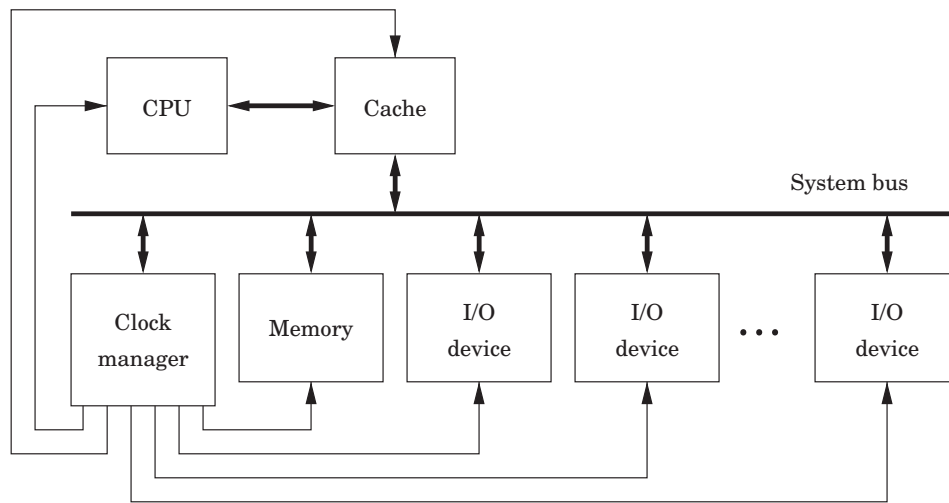 CPU
Cache
System bus
Clock
manager
Memory
I/O
device
I/O
device
I/O
device